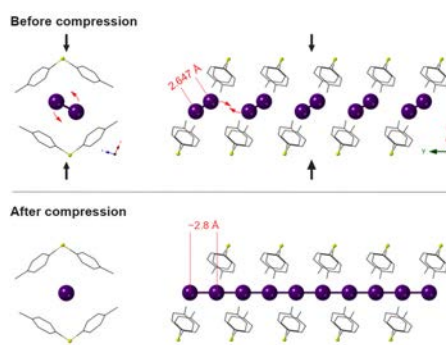 Before compression
2.647 Å
Y
After compression
~2.8 Å